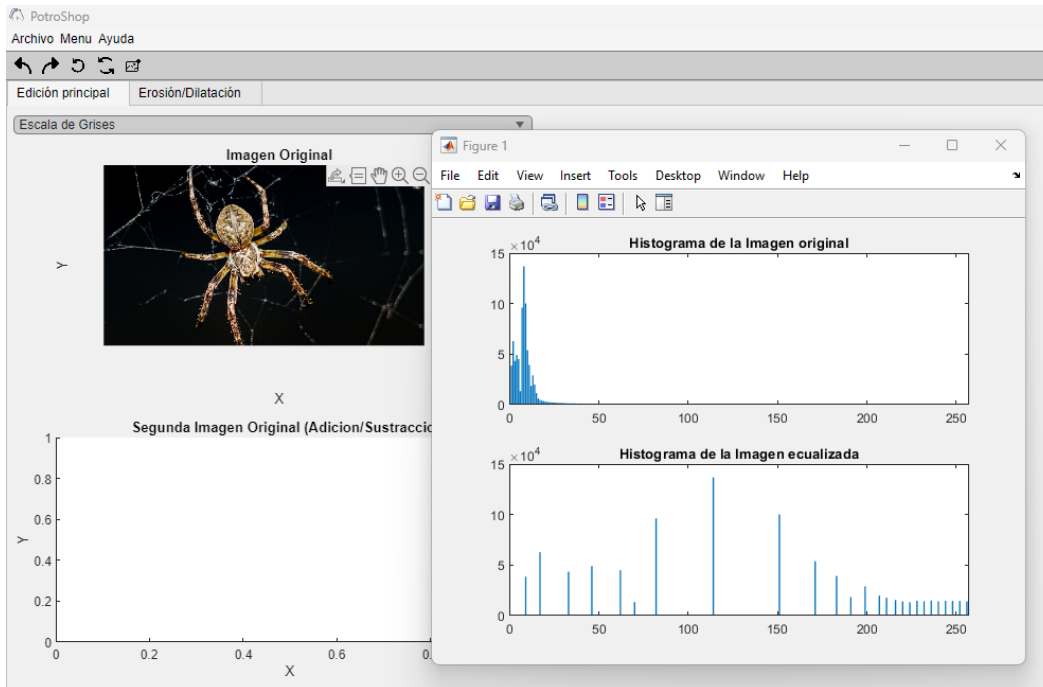 PotroShop
Archivo Menu Ayuda
Edición principal Erosión/Dilatación
Escala de Grises
Imagen Original
Y
X
Segunda Imagen Original (Adicion/Sustraccio
1
0.8
0.6
0.4
0.2
0
Y
0 0.2 0.4 0.6 0.
X
Figure 1
File Edit View Insert Tools Desktop Window Help
×10^4
Histograma de la Imagen original
15
10
5
0
0 50 100 150 200 250
×10^4
Histograma de la Imagen ecualizada
15
10
5
0
0 50 100 150 200 250